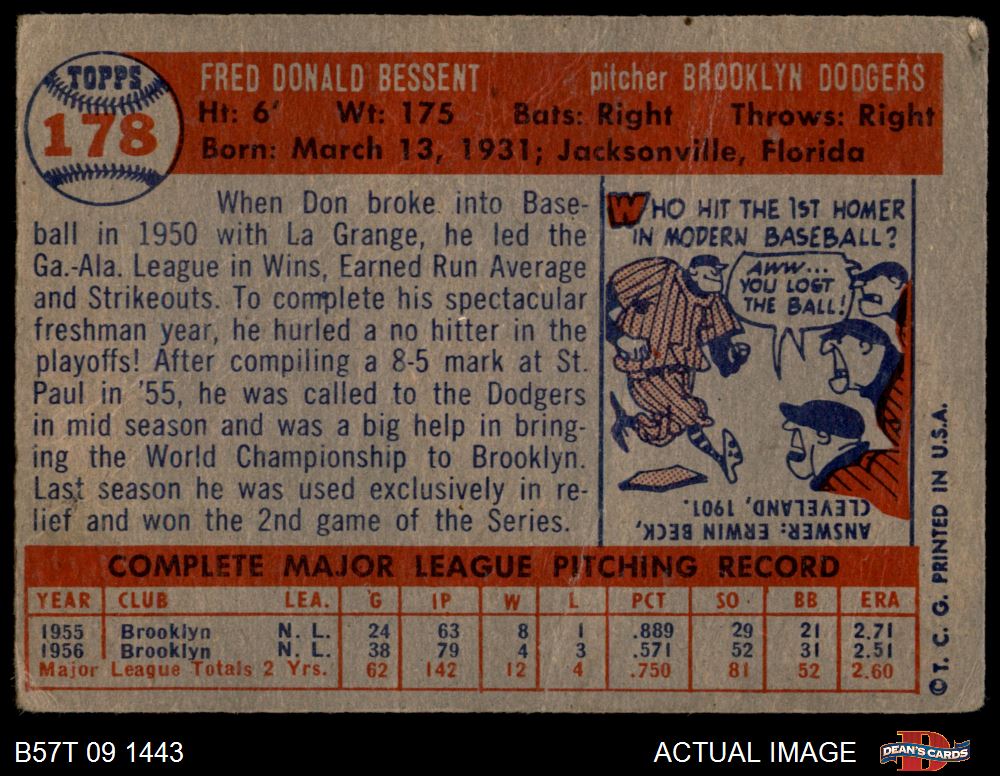 TOPPS
178
FRED DONALD BESSENT pitcher BROOKLYN DODGERS
Ht: 6' Wt: 175 Bats: Right Throws: Right
Born: March 13, 1931; Jacksonville, Florida
When Don broke into Base-
ball in 1950 with La Grange, he led the
Ga.-Ala. League in Wins, Earned Run Average
and Strikeouts. To complete his spectacular
freshman year, he hurled a no hitter in the
playoffs! After compiling a 8-5 mark at St.
Paul in '55, he was called to the Dodgers
in mid season and was a big help in bring-
ing the World Championship to Brooklyn.
Last season he was used exclusively in re-
lief and won the 2nd game of the Series.
WHO HIT THE 1ST HOMER
IN MODERN BASEBALL?
AWW...
YOU LOST
THE BALL!
ANSWER: ERWIN BECK,
CLEVELAND, 1901.
COMPLETE MAJOR LEAGUE PITCHING RECORD
YEAR CLUB LEA. G IP W L PCT SO BB ERA
1955 Brooklyn N. L. 24 63 8 1 .889 29 21 2.71
1956 Brooklyn N. L. 38 79 4 3 .571 52 31 2.51
Major League Totals 2 Yrs. 62 142 12 4 .750 81 52 2.60
© T. C. G. PRINTED IN U.S.A.
B57T 09 1443
ACTUAL IMAGE
D
DEAN'S CARDS